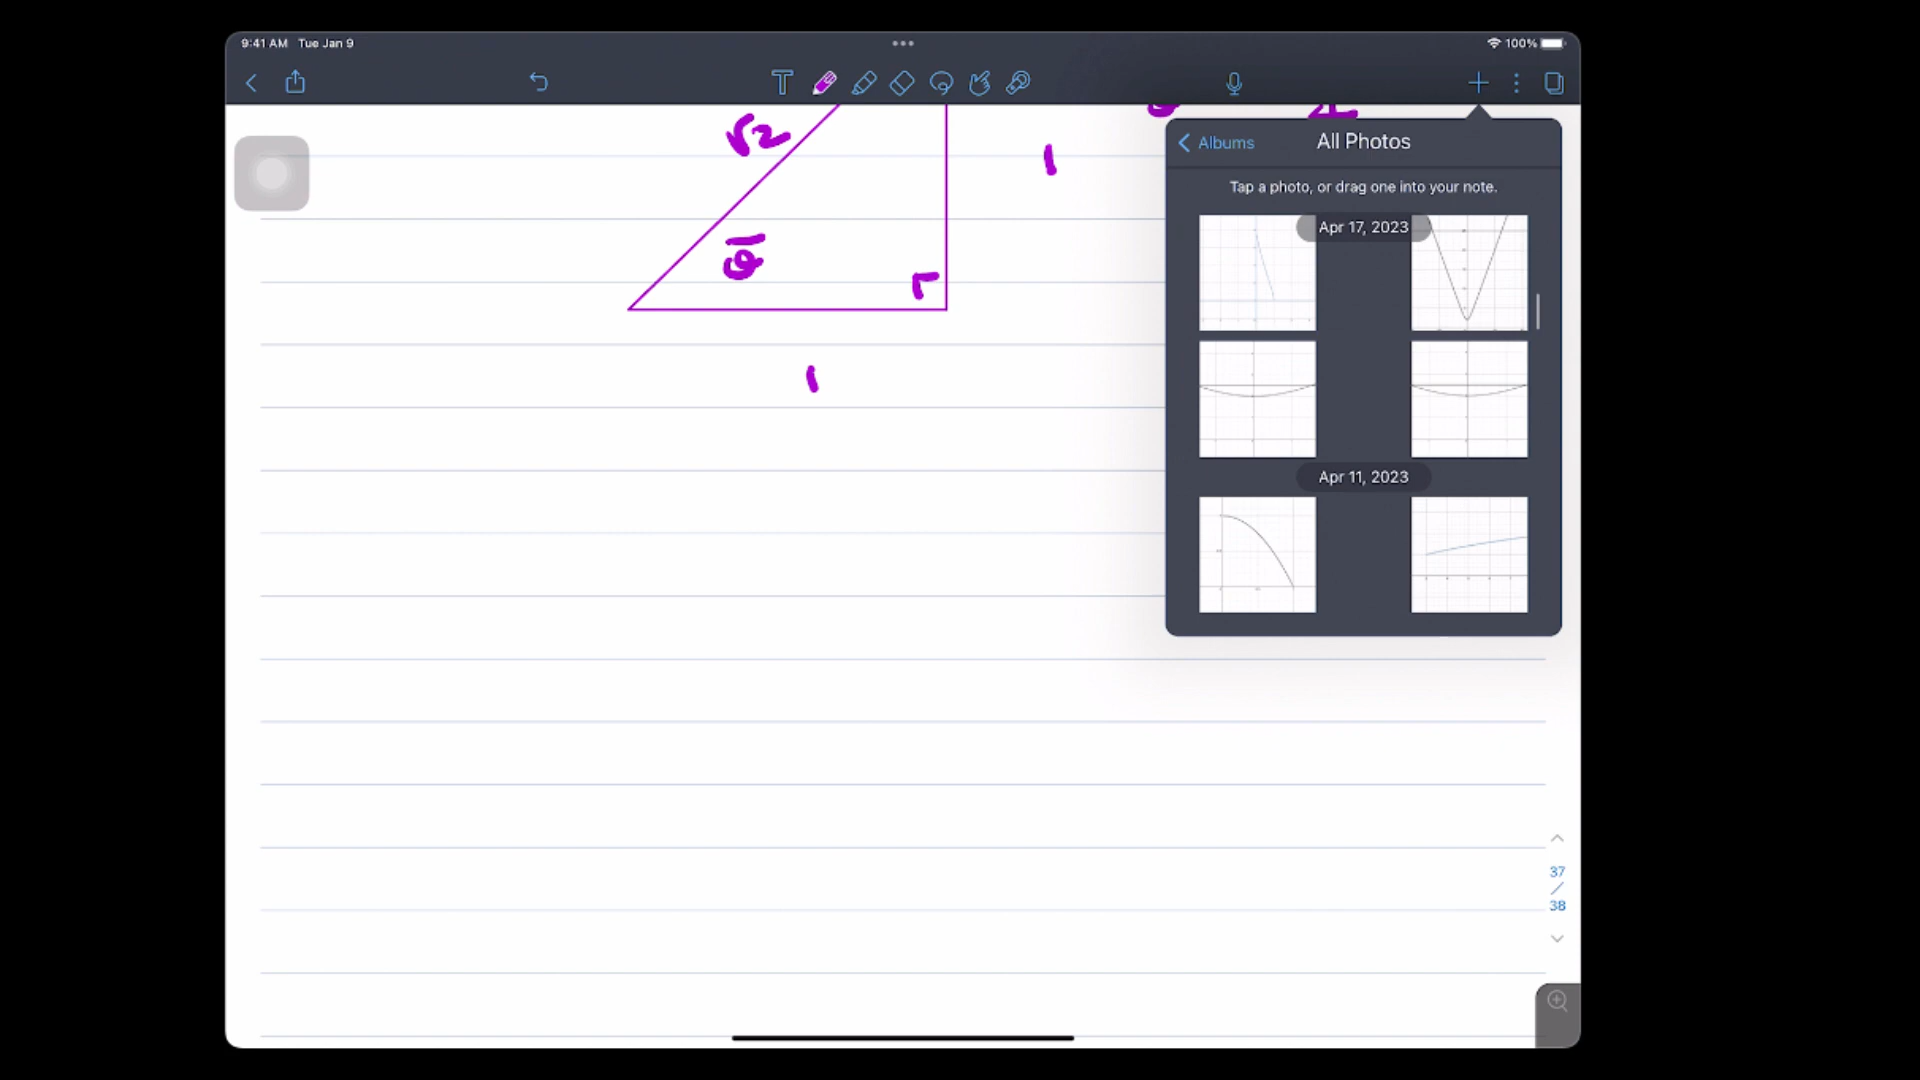 9:41 AM Tue Jan 9
100%
T
√2
1
θ̄
1
Albums
All Photos
Tap a photo, or drag one into your note.
Apr 17, 2023
Apr 11, 2023
37
/
38